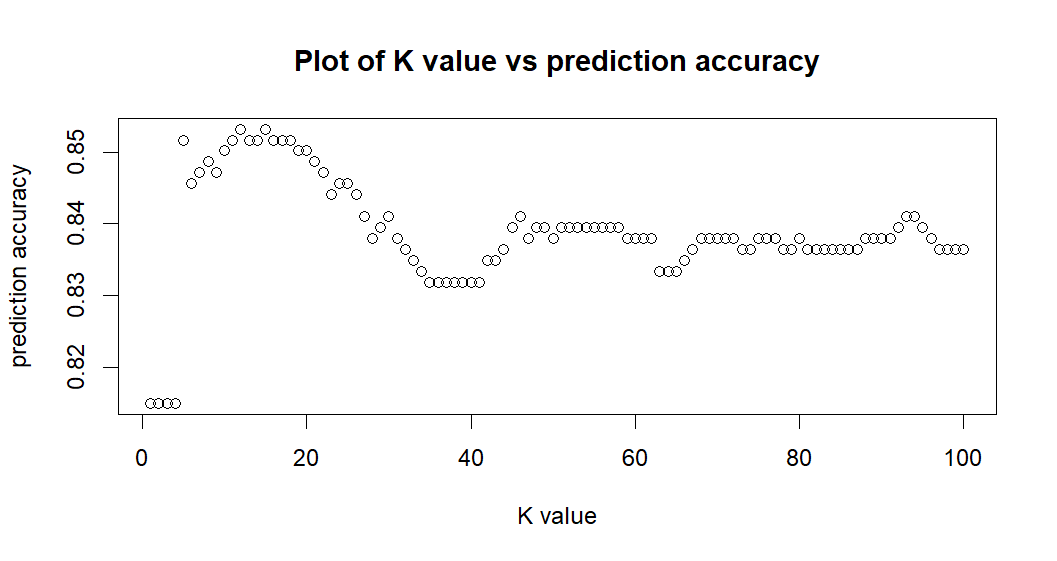 Plot of K value vs prediction accuracy
prediction accuracy
0.85
0.84
0.83
0.82
0 20 40 60 80 100
K value